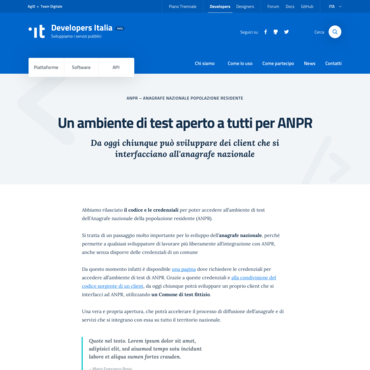 AgID + Team Digitale
Piano Triennale
Developers
Designers
Forum
Docs
GitHub
ITA
Developers Italia
Sviluppiamo i servizi pubblici
Seguici su
Cerca
Piattaforme
Software
API
Chi siamo
Come lo uso
Come partecipo
News
Contatti
ANPR – ANAGRAFE NAZIONALE POPOLAZIONE RESIDENTE
Un ambiente di test aperto a tutti per ANPR
Da oggi chiunque può sviluppare dei client che si
interfacciano all'anagrafe nazionale
Abbiamo rilasciato il codice e le credenziali per poter accedere all'ambiente di test
dell'Anagrafe nazionale della popolazione residente (ANPR).
Si tratta di un passaggio molto importante per lo sviluppo dell'anagrafe nazionale, perché
permette a qualsiasi sviluppatore di lavorare più liberamente all'integrazione con ANPR,
anche senza disporre delle credenziali di un comune
Da questo momento infatti è disponibile una pagina dove richiedere le credenziali per
accedere all'ambiente di test di ANPR. Grazie a queste credenziali e alla condivisione del
codice sorgente di un client, da oggi chiunque potrà sviluppare un proprio client che si
interfacci ad ANPR, utilizzando un Comune di test fittizio.
Una vera e propria apertura, che potrà accelerare il processo di diffusione dell'anagrafe e di
servizi che si integrano con essa su tutto il territorio nazionale.
Quote nel testo. Lorem ipsum dolor sit amet,
adipisici elit, sed eiusmod tempor sunt incidunt
labore et aliqua nomen fortes crasden.